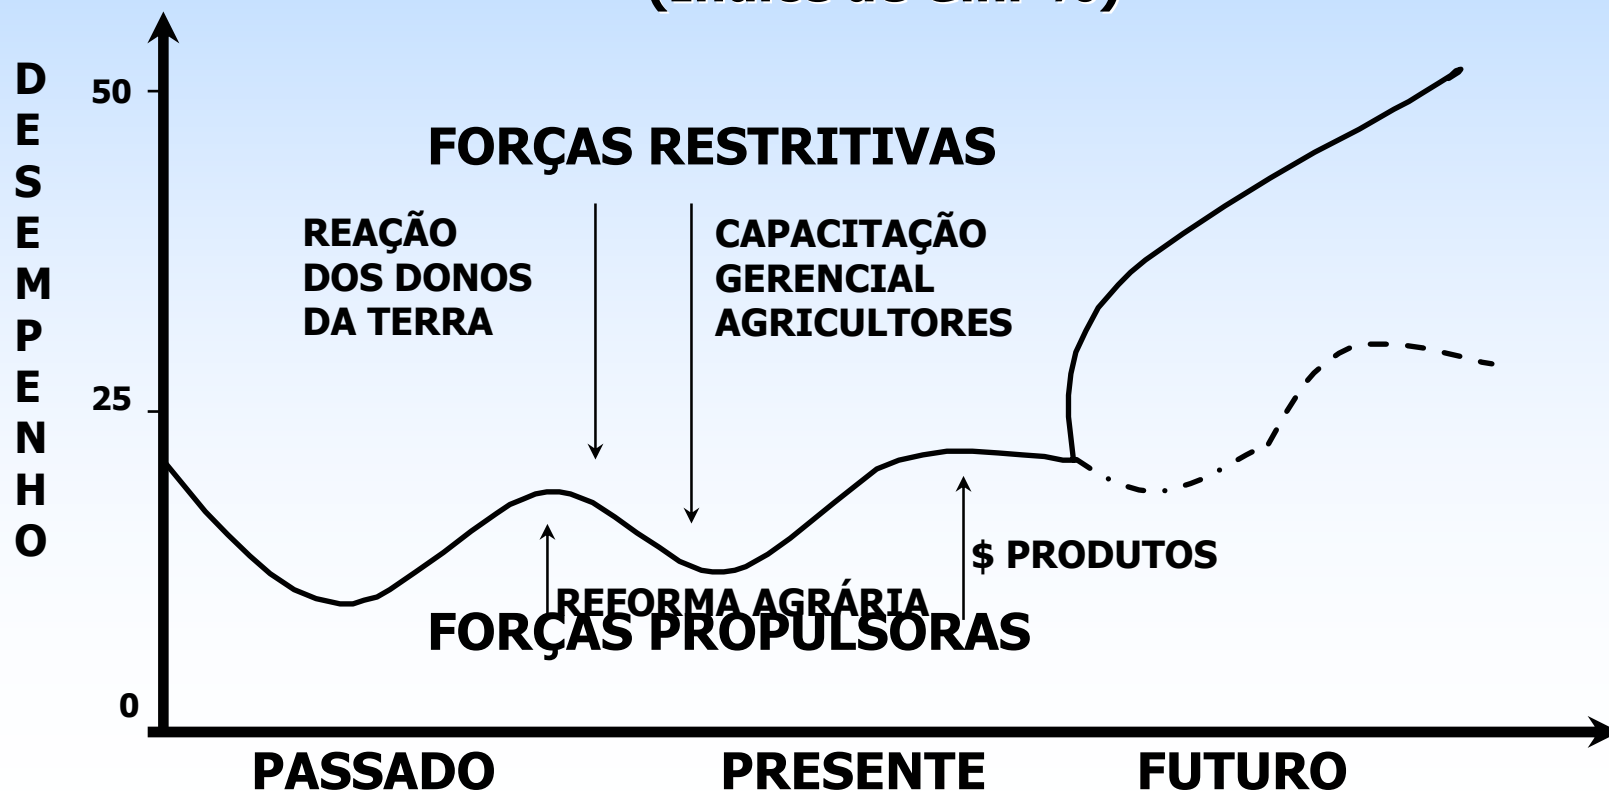 D
E
S
E
M
P
E
N
H
O
50
25
0
FORÇAS RESTRITIVAS
REAÇÃO
DOS DONOS
DA TERRA
CAPACITAÇÃO
GERENCIAL
AGRICULTORES
$ PRODUTOS
REFORMA AGRÁRIA
FORÇAS PROPULSORAS
PASSADO PRESENTE FUTURO